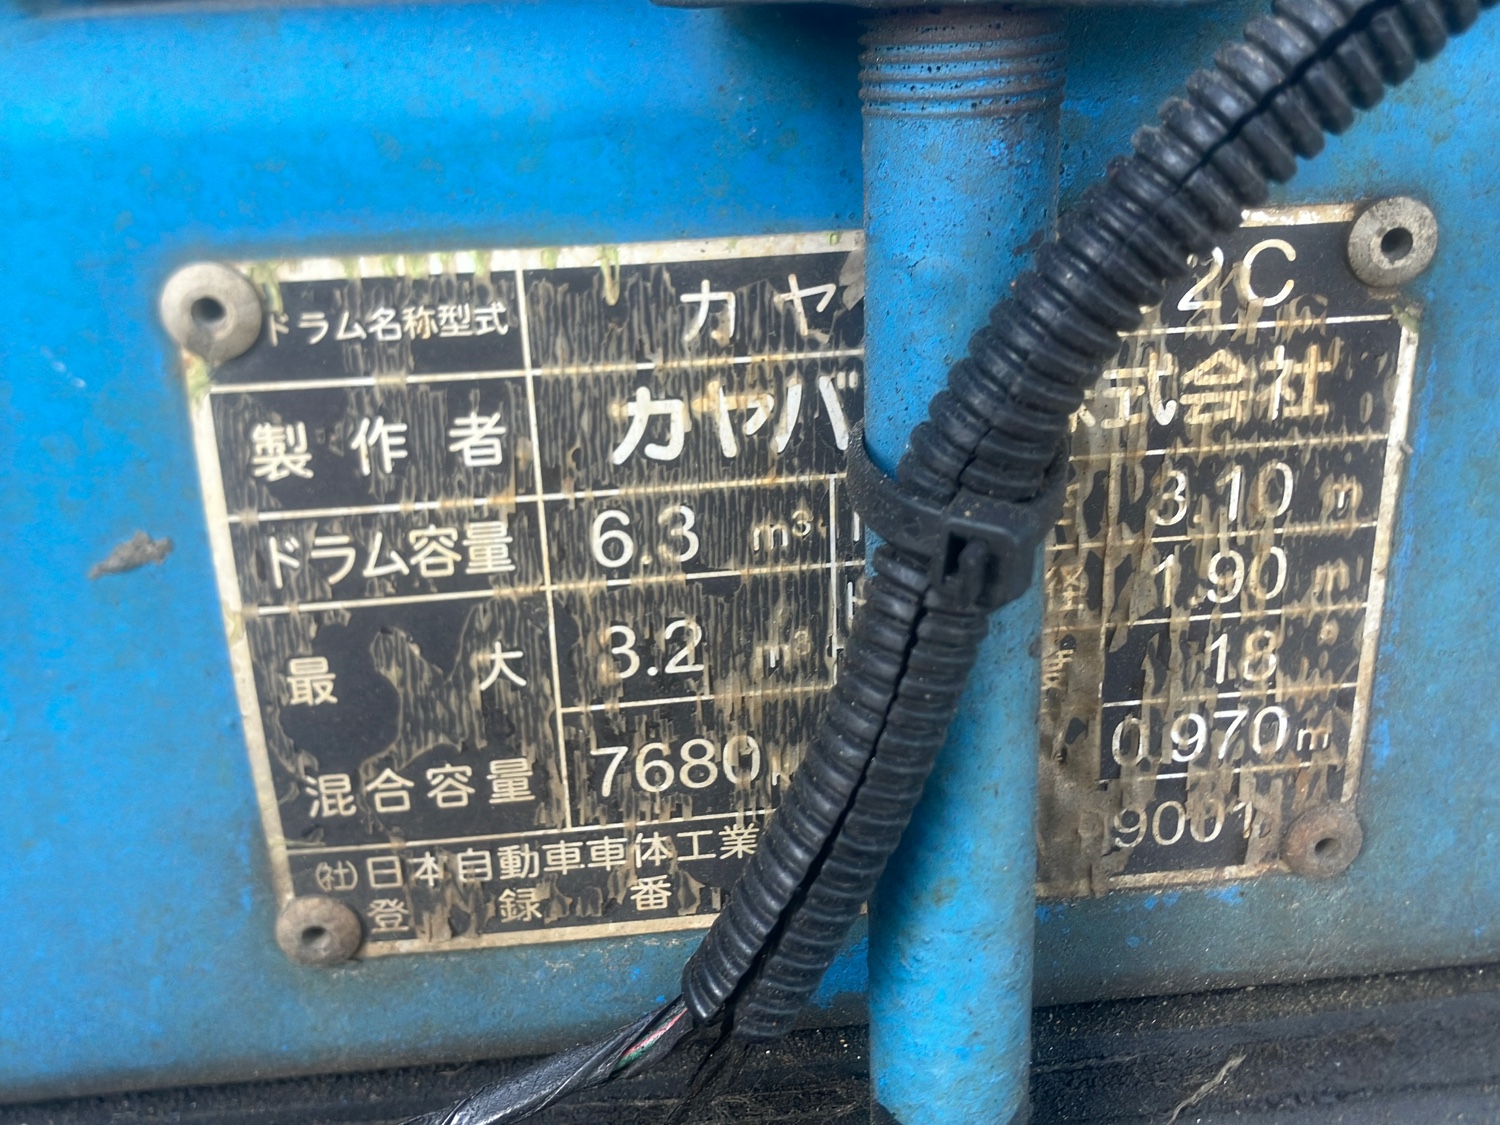 ドラム名称型式 カヤ 2C
製作者 カヤバ 式会社
ドラム容量 6.3 m³ 3.10 m
最大 3.2 m³ 径 1.90 m
18°
混合容量 7680 0.970 m
(社)日本自動車車体工業 9001
登録番